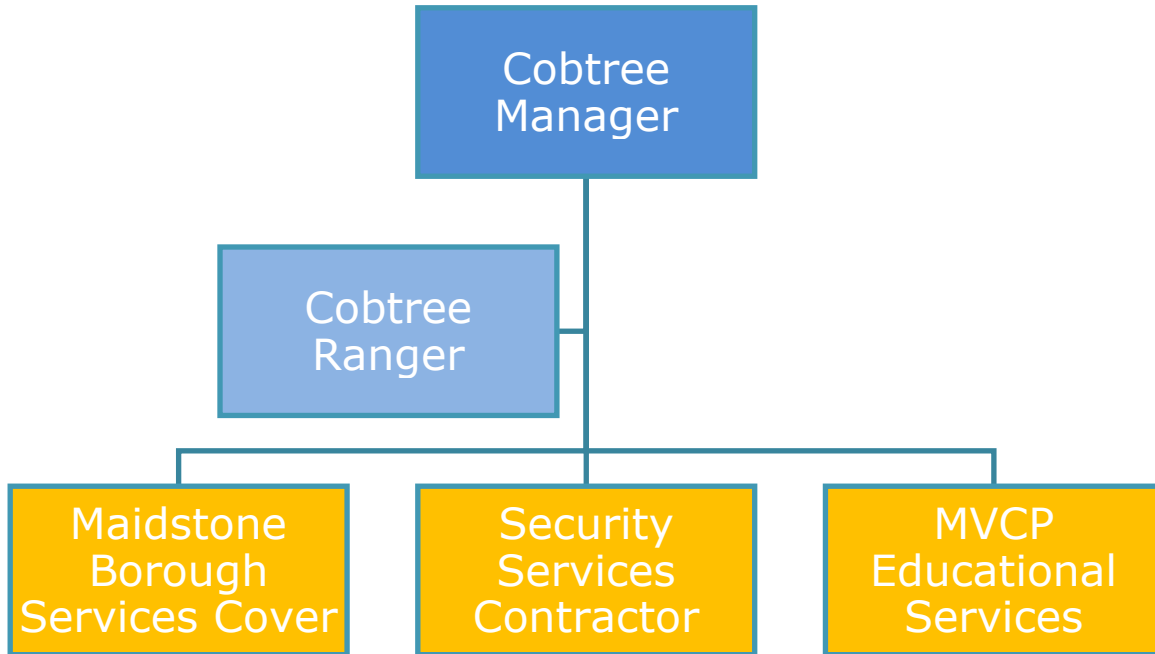 Cobtree
Manager
Cobtree
Ranger
Maidstone
Borough
Services Cover
Security
Services
Contractor
MVCP
Educational
Services